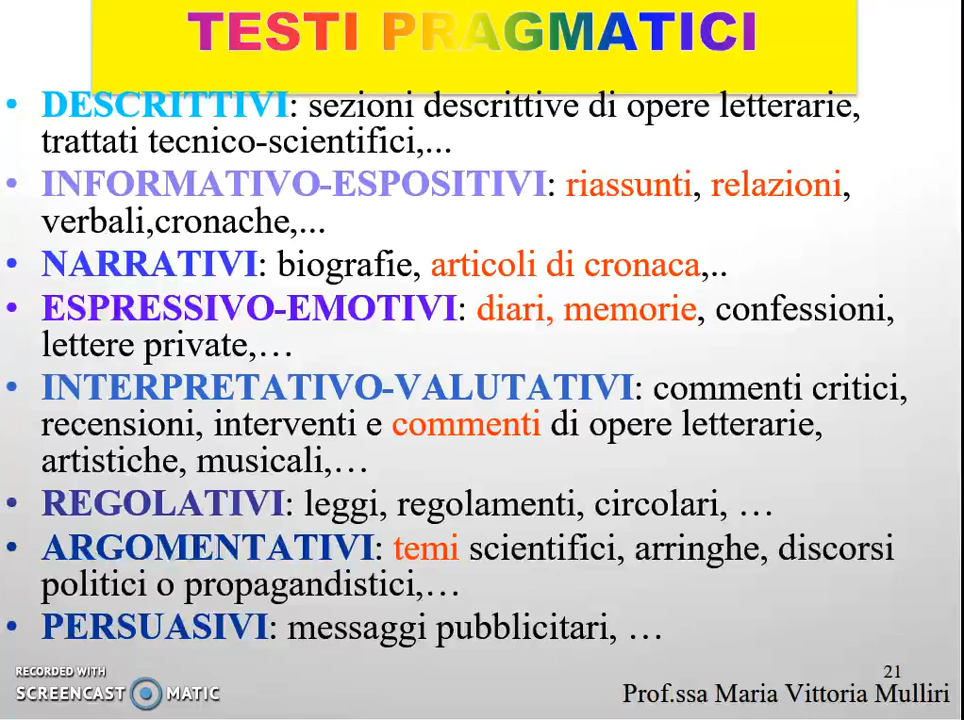 TESTI PRAGMATICI
• DESCRITTIVI: sezioni descrittive di opere letterarie,
trattati tecnico-scientifici,...
• INFORMATIVO-ESPOSITIVI: riassunti, relazioni,
verbali,cronache,...
• NARRATIVI: biografie, articoli di cronaca,..
• ESPRESSIVO-EMOTIVI: diari, memorie, confessioni,
lettere private,…
• INTERPRETATIVO-VALUTATIVI: commenti critici,
recensioni, interventi e commenti di opere letterarie,
artistiche, musicali,…
• REGOLATIVI: leggi, regolamenti, circolari, …
• ARGOMENTATIVI: temi scientifici, arringhe, discorsi
politici o propagandistici,…
• PERSUASIVI: messaggi pubblicitari, …
RECORDED WITH
SCREENCAST MATIC
21
Prof.ssa Maria Vittoria Mulliri